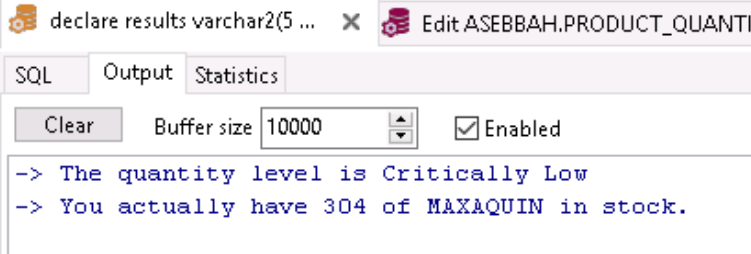 declare results varchar2(5 ...
Edit ASEBBAH.PRODUCT_QUANTI
SQL Output Statistics
Clear Buffer size 10000 Enabled
-> The quantity level is Critically Low
-> You actually have 304 of MAXAQUIN in stock.